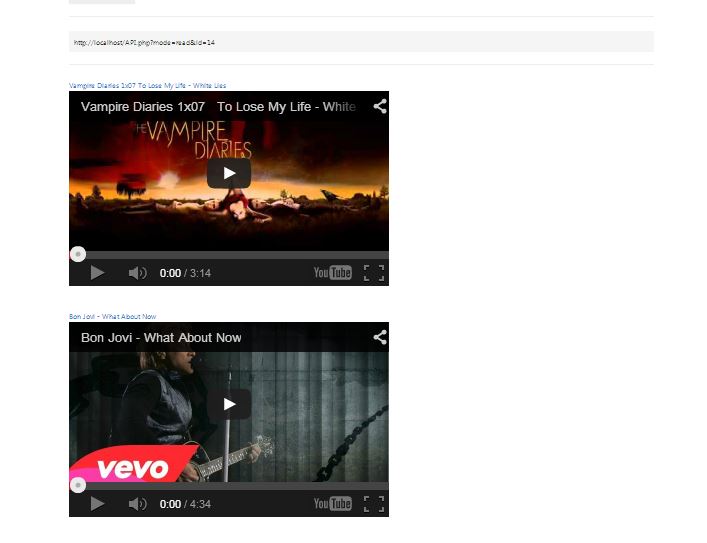 http://localhost/API.php?mode=read&id=14
Vampire Diaries 1x07 To Lose My Life - White Lies
Vampire Diaries 1x07 To Lose My Life - White
THE VAMPIRE
DIARIES
0:00 / 3:14
YouTube
Bon Jovi - What About Now
Bon Jovi - What About Now
vevo
0:00 / 4:34
YouTube